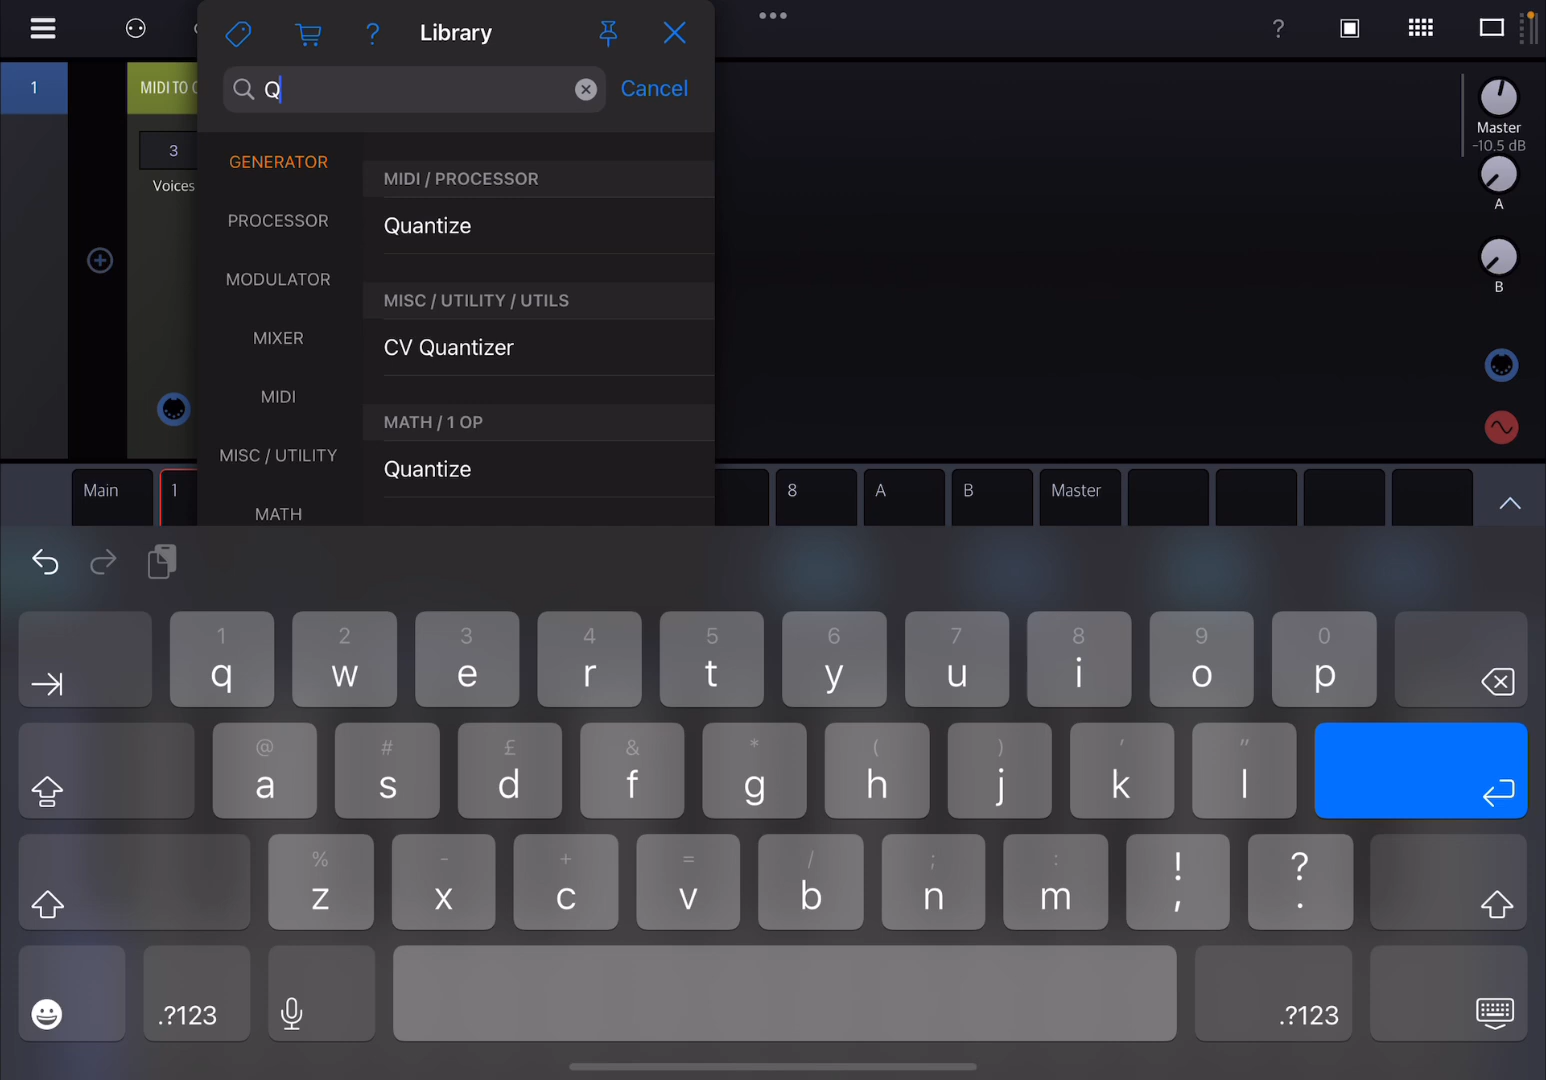 Library
?
Q
Cancel
1
MIDI TO
3
Voices
GENERATOR
PROCESSOR
MODULATOR
MIXER
MIDI
MISC / UTILITY
MATH
MIDI / PROCESSOR
Quantize
MISC / UTILITY / UTILS
CV Quantizer
MATH / 1 OP
Quantize
?
Master
-10.5 dB
A
B
Main
1
8
A
B
Master
1 2 3 4 5 6 7 8 9 0
q w e r t y u i o p
@ # £ & * ( ) ' "
a s d f g h j k l
% - + = / ; : ! ?
z x c v b n m , .
.?123
.?123